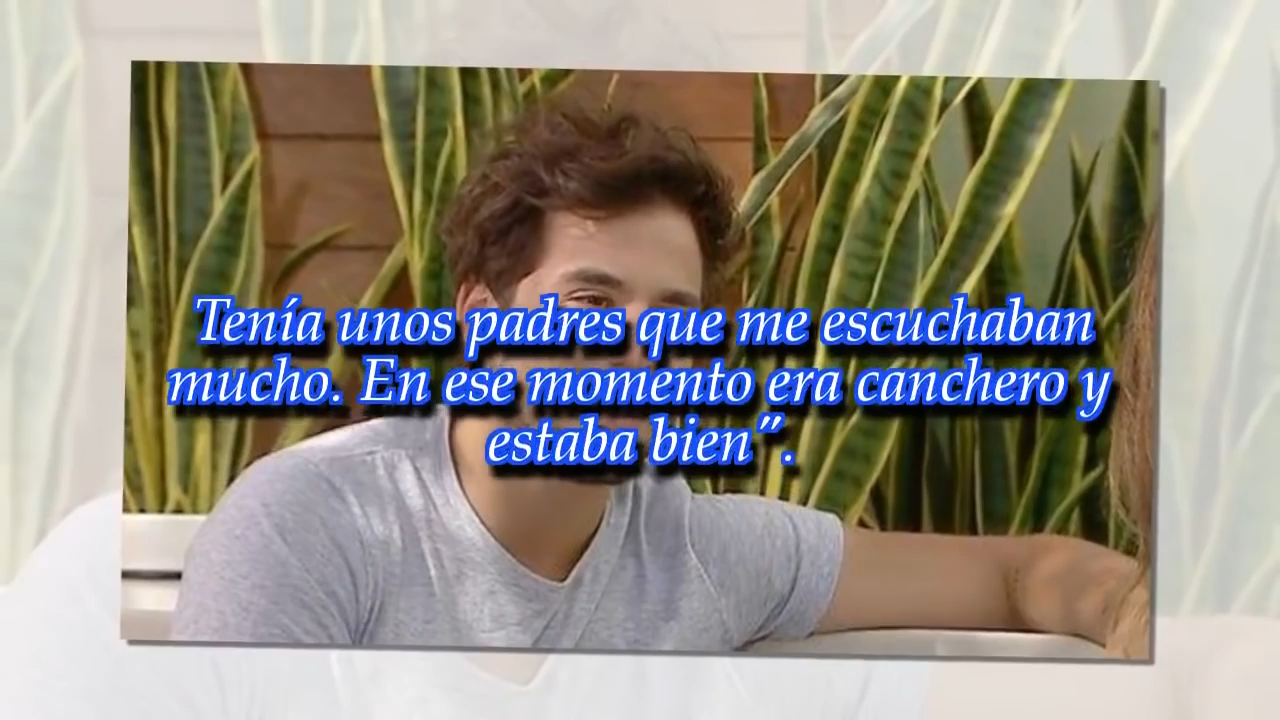 Tenía unos padres que me escuchaban
mucho. En ese momento era canchero y
estaba bien”.